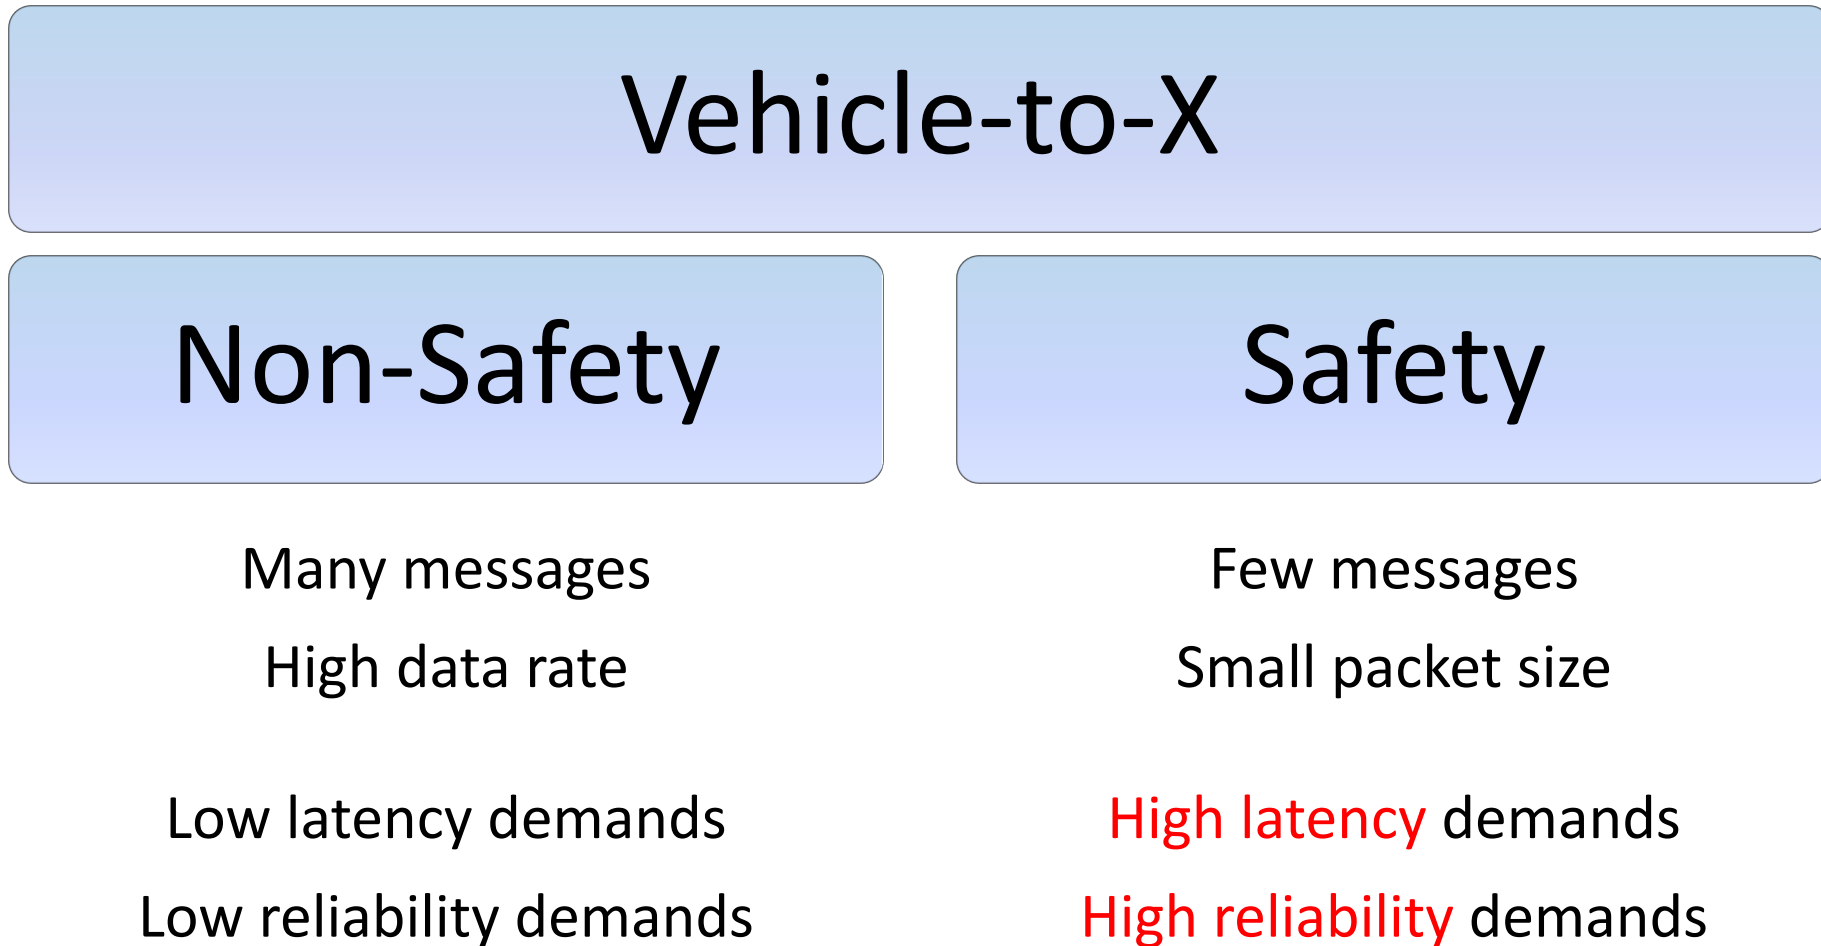 Vehicle-to-X
Non-Safety
Many messages
High data rate
Low latency demands
Low reliability demands
Safety
Few messages
Small packet size
High latency demands
High reliability demands